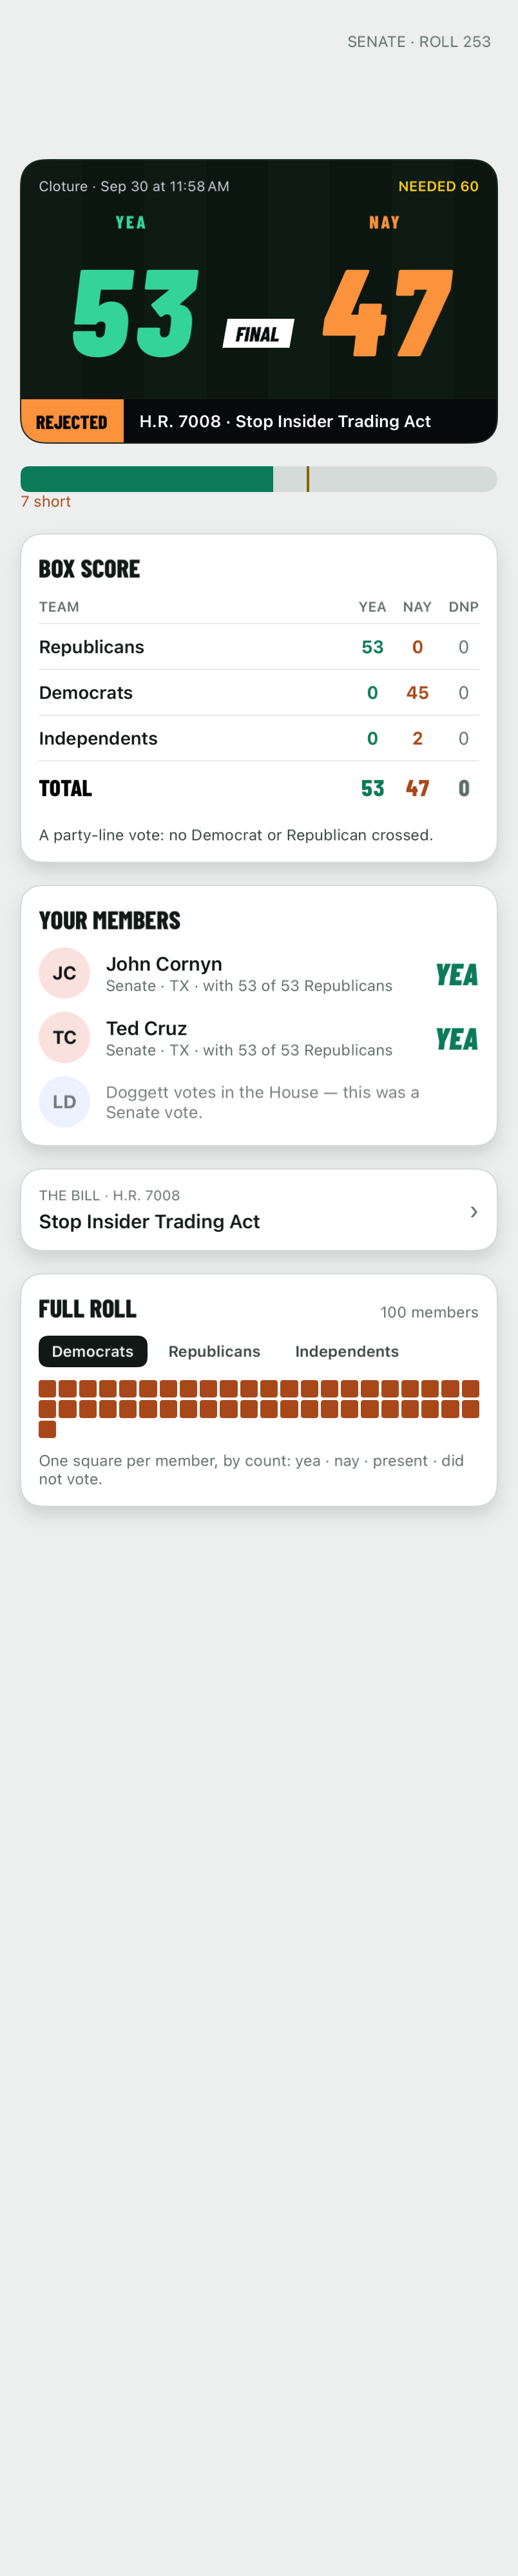 SENATE · ROLL 253
Cloture · Sep 30 at 11:58 AM NEEDED 60
YEA NAY
53 FINAL 47
REJECTED H.R. 7008 · Stop Insider Trading Act
7 short
BOX SCORE
TEAM YEA NAY DNP
Republicans 53 0 0
Democrats 0 45 0
Independents 0 2 0
TOTAL 53 47 0
A party-line vote: no Democrat or Republican crossed.
YOUR MEMBERS
JC John Cornyn YEA
Senate · TX · with 53 of 53 Republicans
TC Ted Cruz YEA
Senate · TX · with 53 of 53 Republicans
LD Doggett votes in the House — this was a
Senate vote.
THE BILL · H.R. 7008
Stop Insider Trading Act ›
FULL ROLL 100 members
Democrats Republicans Independents
One square per member, by count: yea · nay · present · did
not vote.